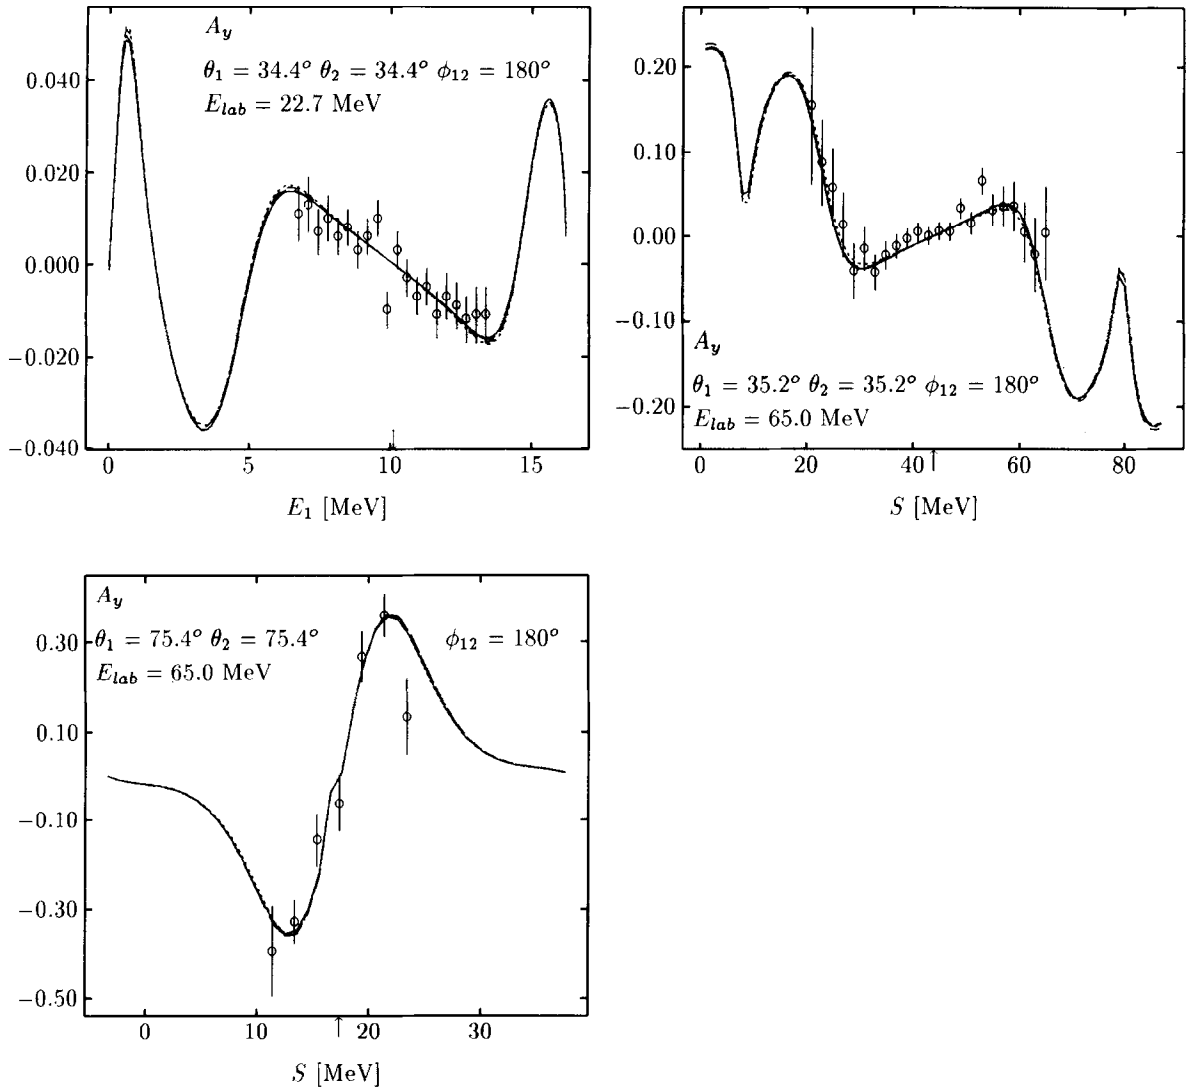 A_y
θ_1 = 34.4° θ_2 = 34.4° φ_12 = 180°
E_lab = 22.7 MeV
0.040
0.020
0.000
−0.020
−0.040
0 5 10 15
E_1 [MeV]
0.20
0.10
0.00
−0.10
−0.20
A_y
θ_1 = 35.2° θ_2 = 35.2° φ_12 = 180°
E_lab = 65.0 MeV
0 20 40 ↑ 60 80
S [MeV]
A_y
θ_1 = 75.4° θ_2 = 75.4° φ_12 = 180°
E_lab = 65.0 MeV
0.30
0.10
−0.10
−0.30
−0.50
0 10 ↑ 20 30
S [MeV]